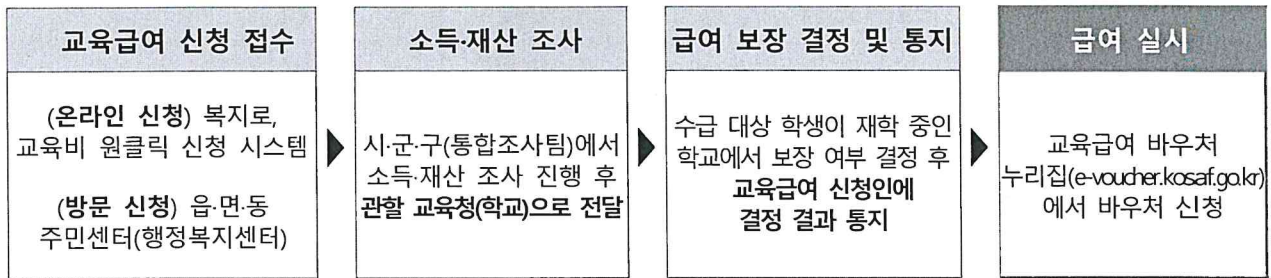 교육급여 신청 접수
(온라인 신청) 복지로,
교육비 원클릭 신청 시스템
(방문 신청) 읍·면·동
주민센터(행정복지센터)
소득·재산 조사
시·군·구(통합조사팀)에서
소득·재산 조사 진행 후
관할 교육청(학교)으로 전달
급여 보장 결정 및 통지
수급 대상 학생이 재학 중인
학교에서 보장 여부 결정 후
교육급여 신청인에
결정 결과 통지
급여 실시
교육급여 바우처
누리집(e-voucher.kosaf.go.kr)
에서 바우처 신청